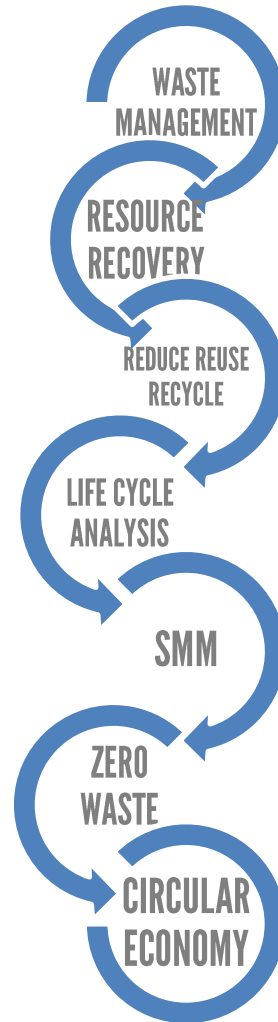 WASTE
MANAGEMENT
RESOURCE
RECOVERY
REDUCE REUSE
RECYCLE
LIFE CYCLE
ANALYSIS
SMM
ZERO
WASTE
CIRCULAR
ECONOMY